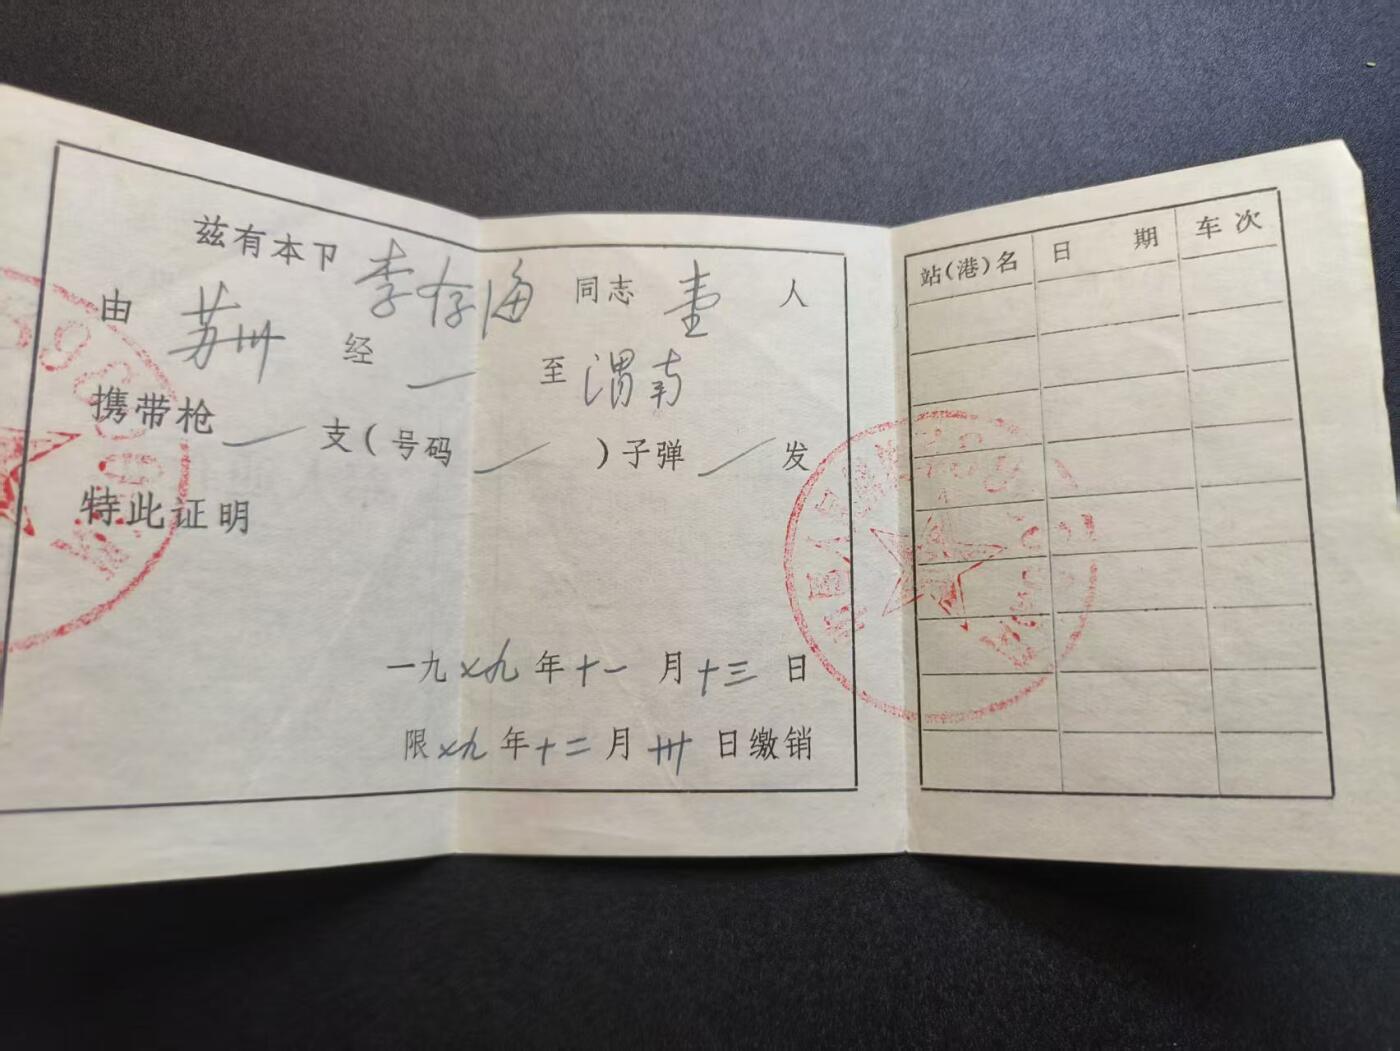 兹有本卩李存海同志壹人
由苏州经一至渭南
携带枪／支(号码／)子弹／发
特此证明
一九七九年十一月十三日
限七九年十二月卅日缴销
站(港)名 日期 车次